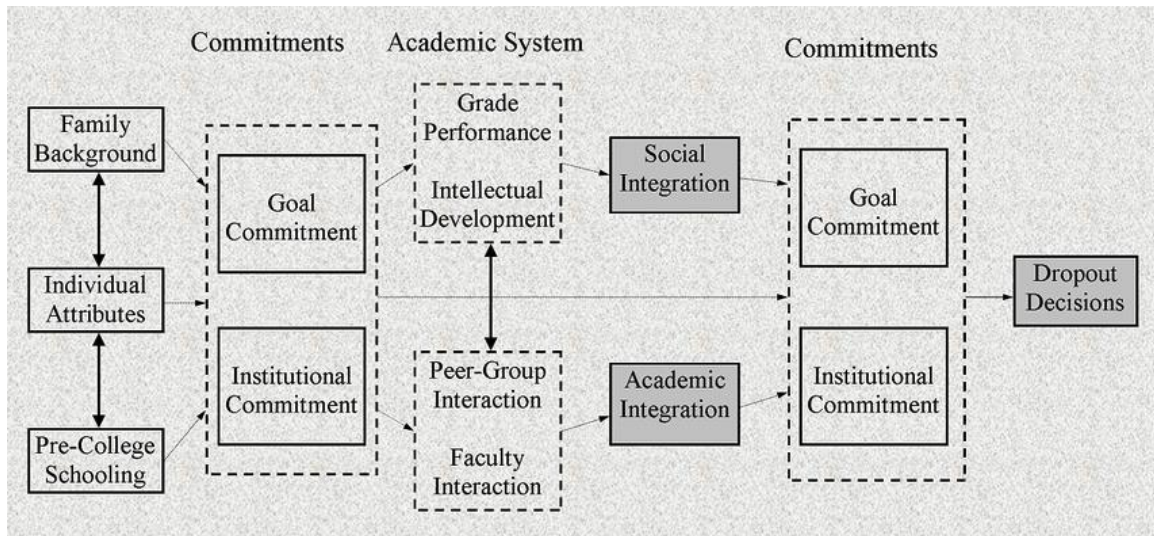 Commitments
Academic System
Commitments
Family
Background
Individual
Attributes
Pre-College
Schooling
Goal
Commitment
Institutional
Commitment
Grade
Performance
Intellectual
Development
Peer-Group
Interaction
Faculty
Interaction
Social
Integration
Academic
Integration
Goal
Commitment
Institutional
Commitment
Dropout
Decisions